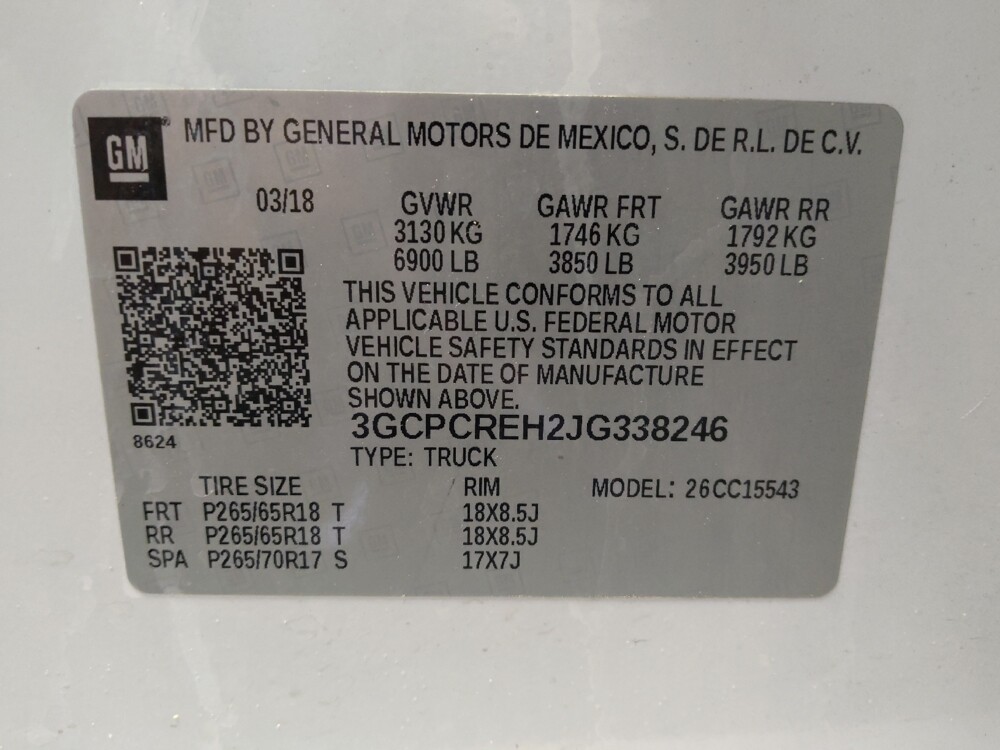 GM
MFD BY GENERAL MOTORS DE MEXICO, S. DE R.L. DE C.V.
03/18 GVWR GAWR FRT GAWR RR
3130 KG 1746 KG 1792 KG
6900 LB 3850 LB 3950 LB
THIS VEHICLE CONFORMS TO ALL
APPLICABLE U.S. FEDERAL MOTOR
VEHICLE SAFETY STANDARDS IN EFFECT
ON THE DATE OF MANUFACTURE
SHOWN ABOVE.
3GCPCREH2JG338246
8624
TYPE: TRUCK
TIRE SIZE RIM MODEL: 26CC15543
FRT P265/65R18 T 18X8.5J
RR P265/65R18 T 18X8.5J
SPA P265/70R17 S 17X7J